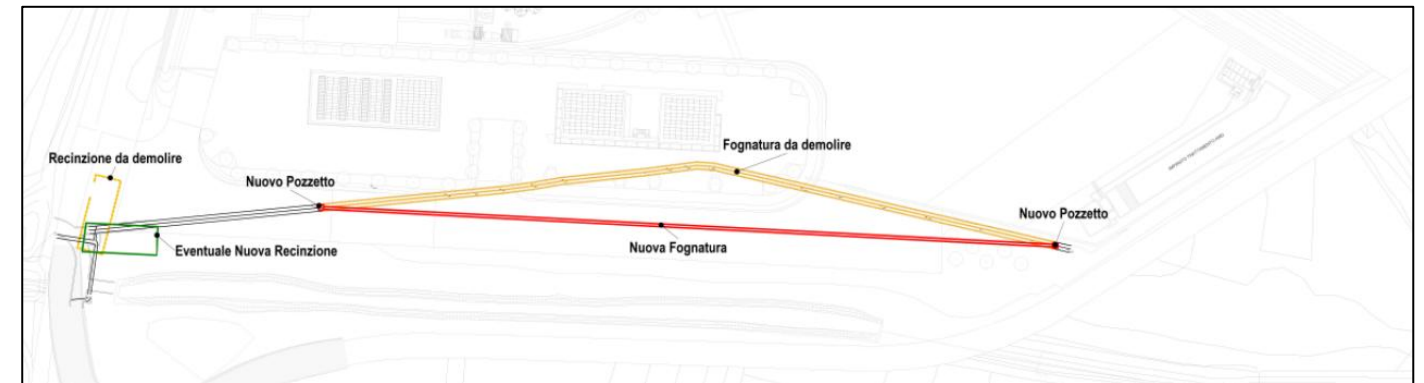 Recinzione da demolire
Fognatura da demolire
Nuovo Pozzetto
Nuovo Pozzetto
Nuova Fognatura
Eventuale Nuova Recinzione